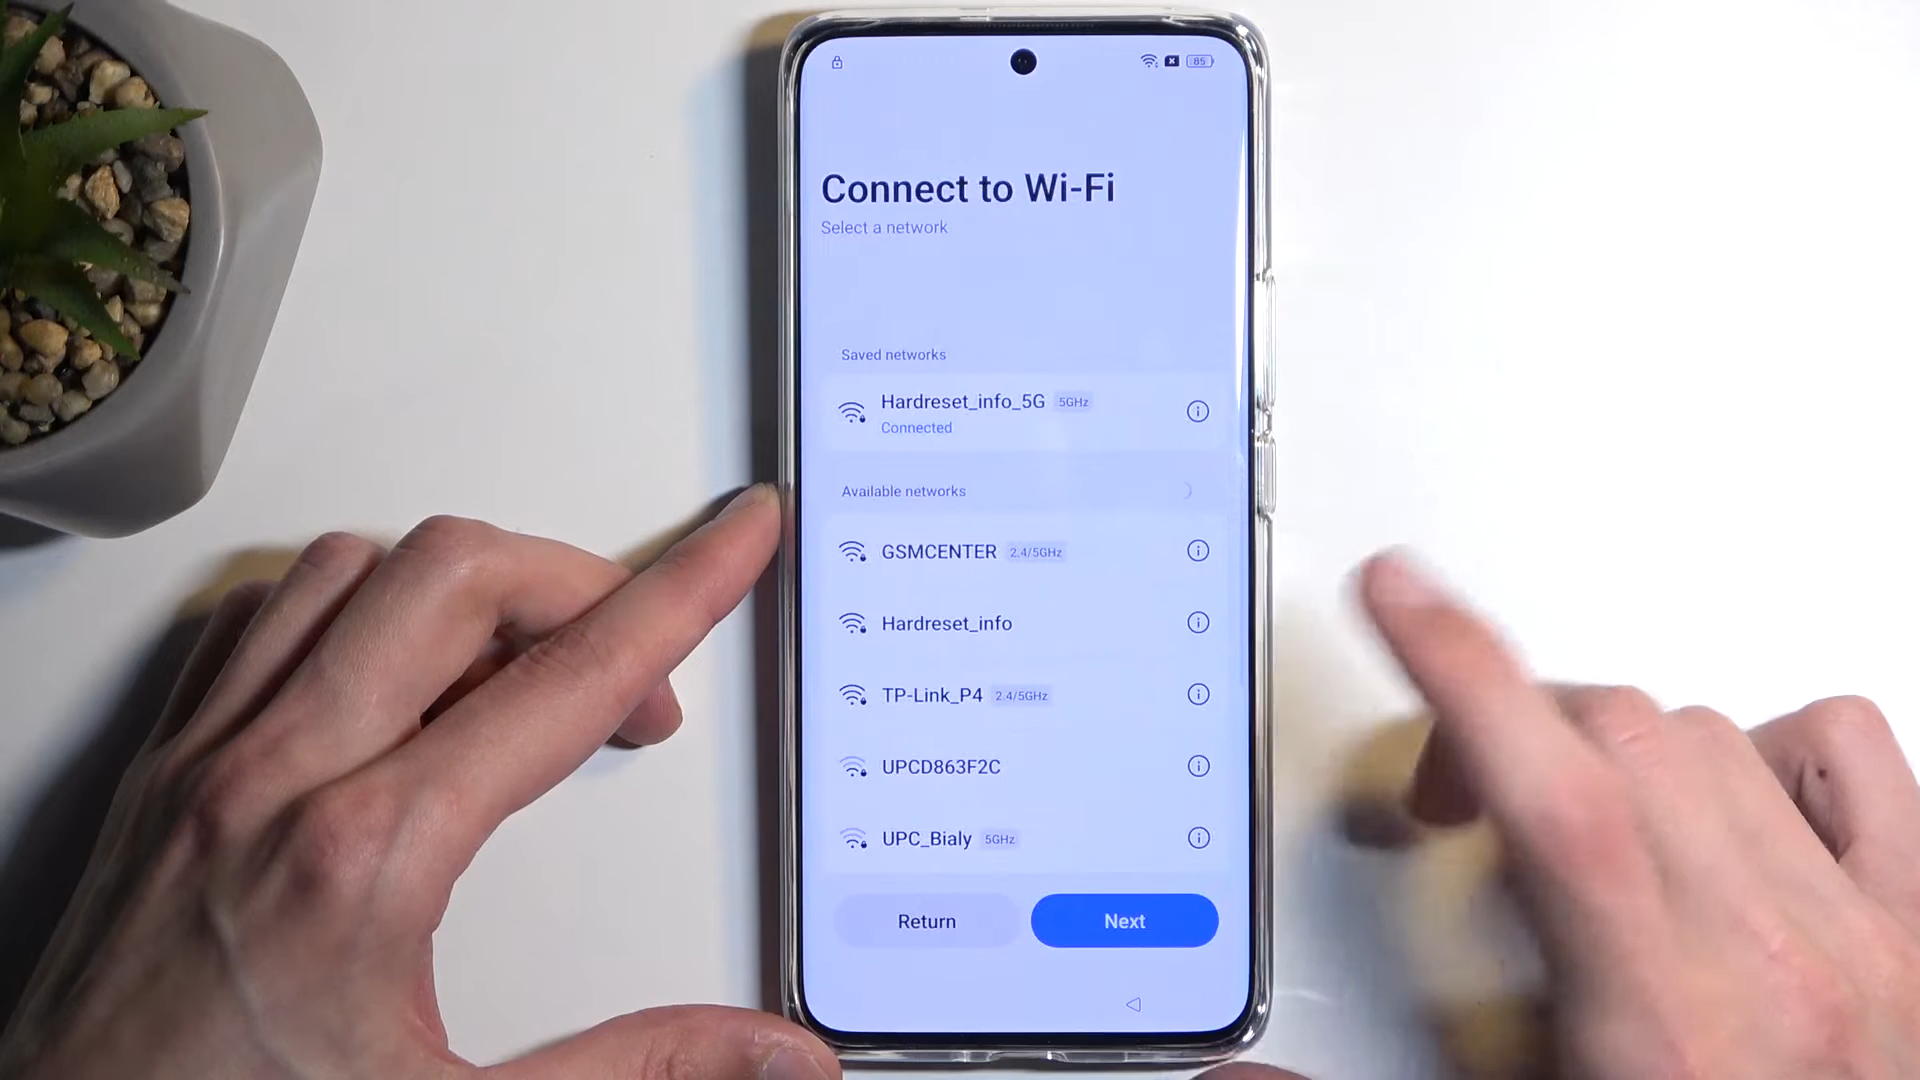 85
Connect to Wi-Fi
Select a network
Saved networks
Hardreset_info_5G 5GHz
Connected
Available networks
GSMCENTER 2.4/5GHz
Hardreset_info
TP-Link_P4 2.4/5GHz
UPCD863F2C
UPC_Bialy 5GHz
Return Next